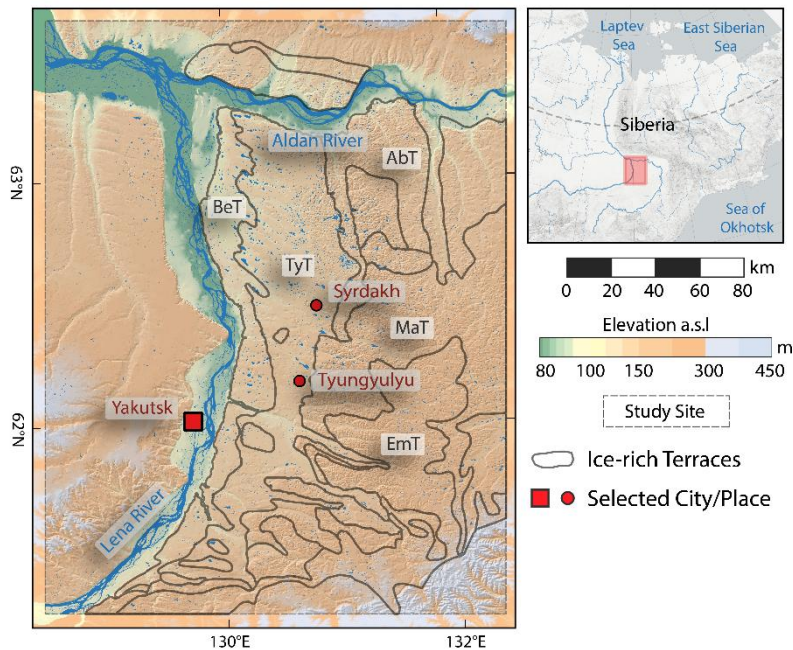 63°N
62°N
130°E
132°E
Aldan River
AbT
BeT
TyT
Syrdakh
MaT
Tyungyulyu
Yakutsk
EmT
Lena River
Laptev
Sea
East Siberian
Sea
Siberia
Sea of
Okhotsk
km
0 20 40 60 80
Elevation a.s.l
m
80 100 150 300 450
Study Site
Ice-rich Terraces
Selected City/Place